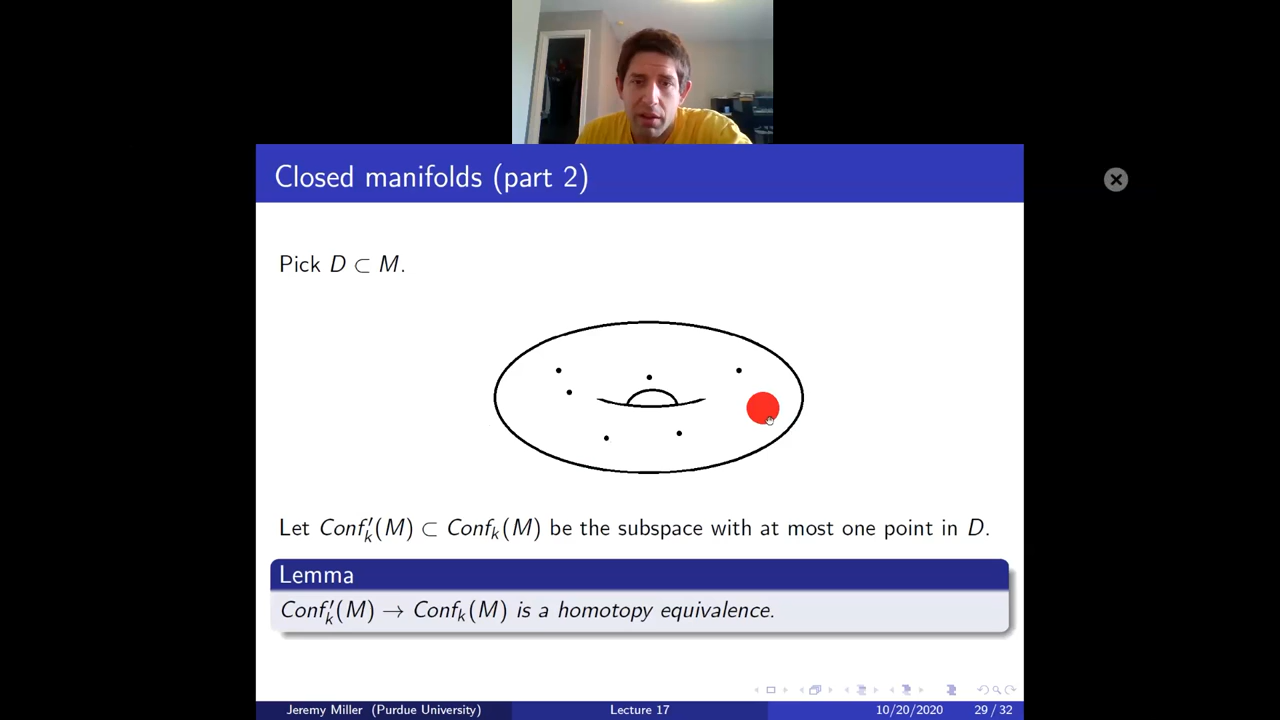 Closed manifolds (part 2)
Pick D ⊂ M.
Let Conf′ₖ(M) ⊂ Confₖ(M) be the subspace with at most one point in D.
Lemma
Conf′ₖ(M) → Confₖ(M) is a homotopy equivalence.
Jeremy Miller (Purdue University) Lecture 17 10/20/2020 29 / 32